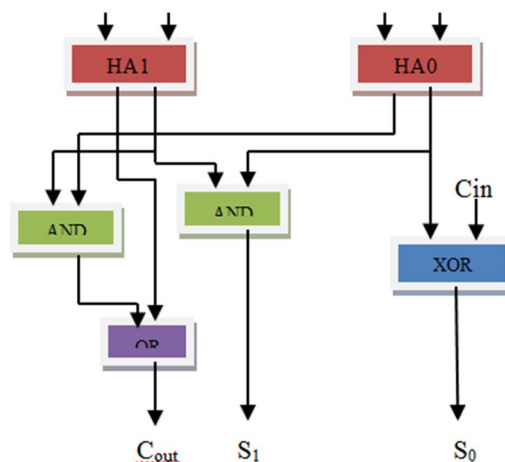 HA1 HA0
Cin
AND AND
XOR
OR
Cout S1 S0